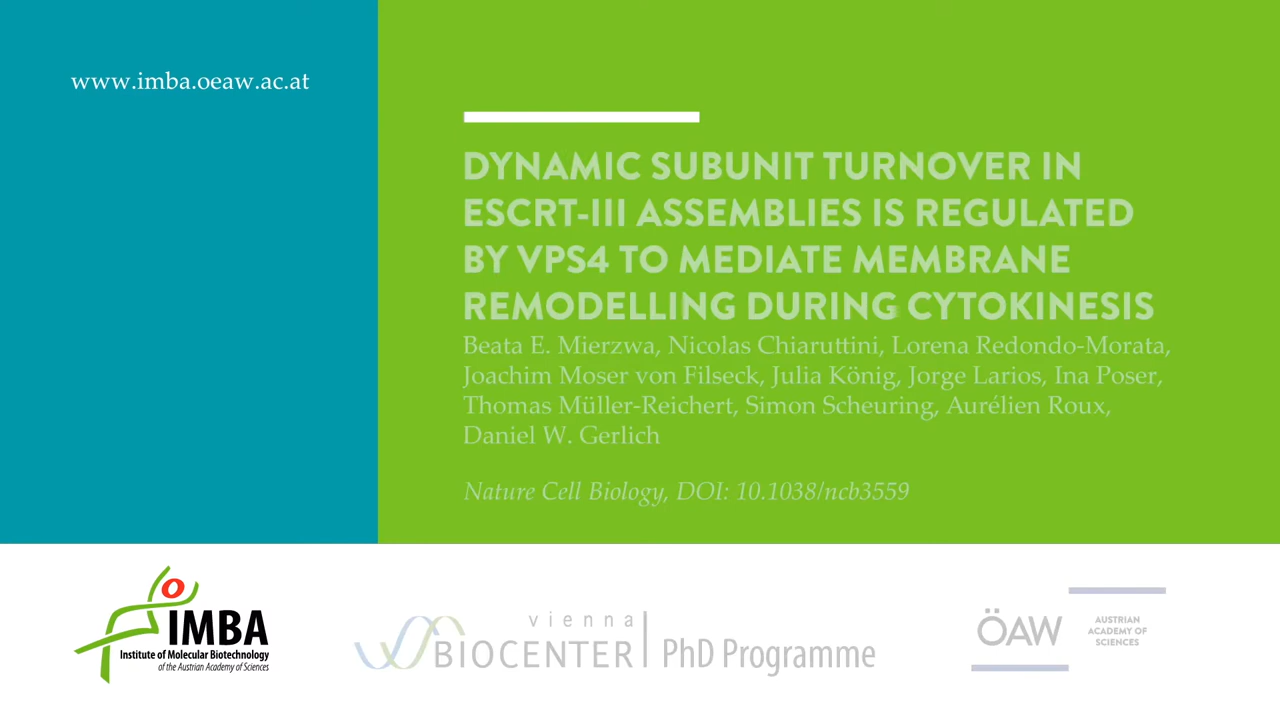 www.imba.oeaw.ac.at
DYNAMIC SUBUNIT TURNOVER IN
ESCRT-III ASSEMBLIES IS REGULATED
BY VPS4 TO MEDIATE MEMBRANE
REMODELLING DURING CYTOKINESIS
Beata E. Mierzwa, Nicolas Chiaruttini, Lorena Redondo-Morata,
Joachim Moser von Filseck, Julia König, Jorge Larios, Ina Poser,
Thomas Müller-Reichert, Simon Scheuring, Aurélien Roux,
Daniel W. Gerlich
Nature Cell Biology, DOI: 10.1038/ncb3559
IMBA
Institute of Molecular Biotechnology
of the Austrian Academy of Sciences
vienna
BIOCENTER PhD Programme
ÖAW
AUSTRIAN
ACADEMY OF
SCIENCES